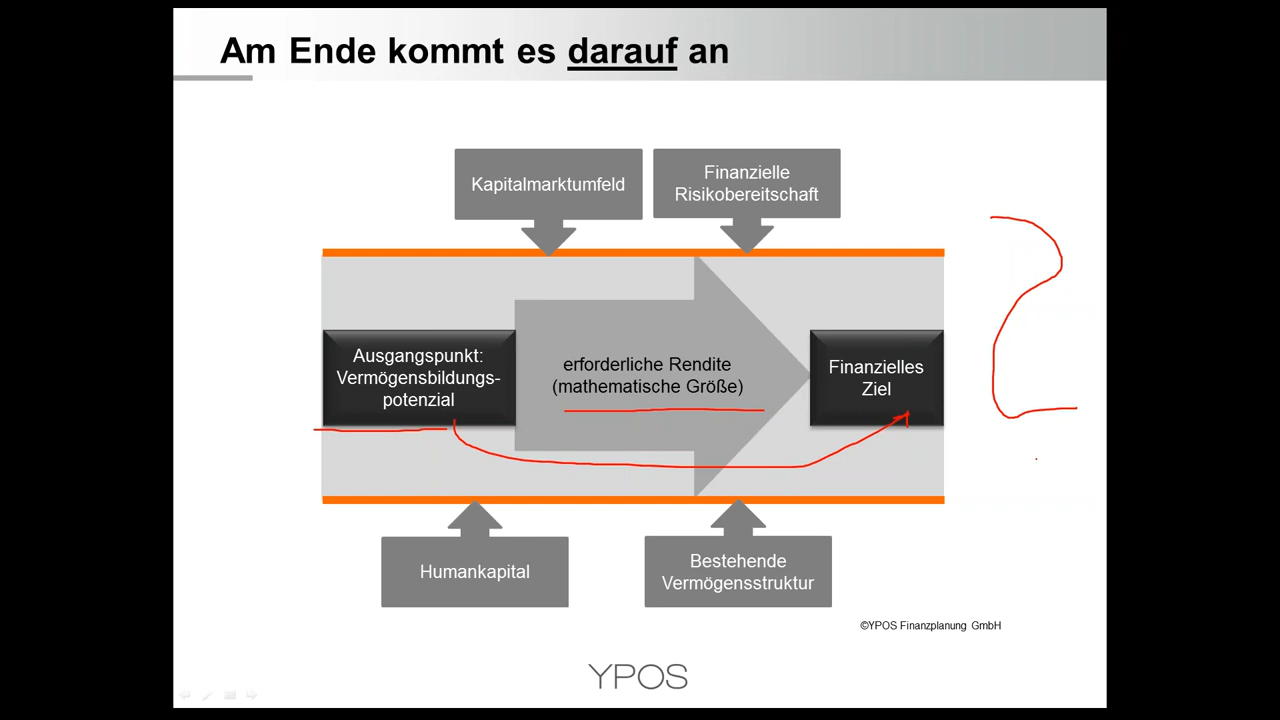 Am Ende kommt es darauf an
Kapitalmarktumfeld
Finanzielle
Risikobereitschaft
Ausgangspunkt:
Vermögensbildungs-
potenzial
erforderliche Rendite
(mathematische Größe)
Finanzielles
Ziel
Humankapital
Bestehende
Vermögensstruktur
©YPOS Finanzplanung GmbH
YPOS